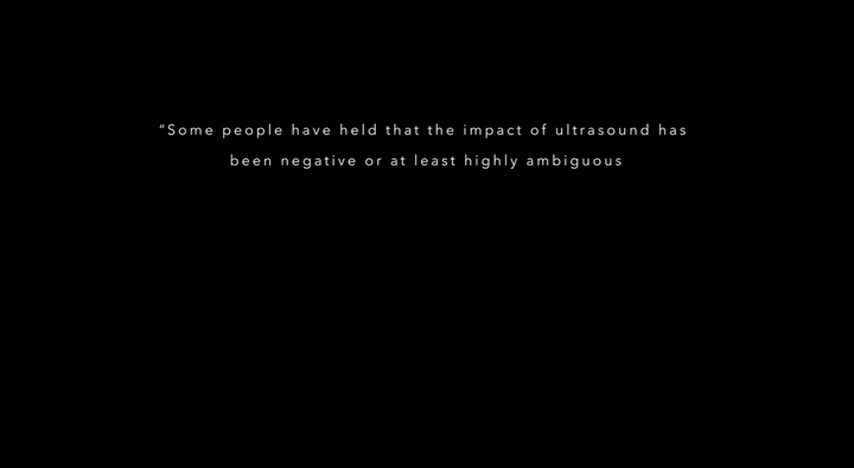 “Some people have held that the impact of ultrasound has
been negative or at least highly ambiguous